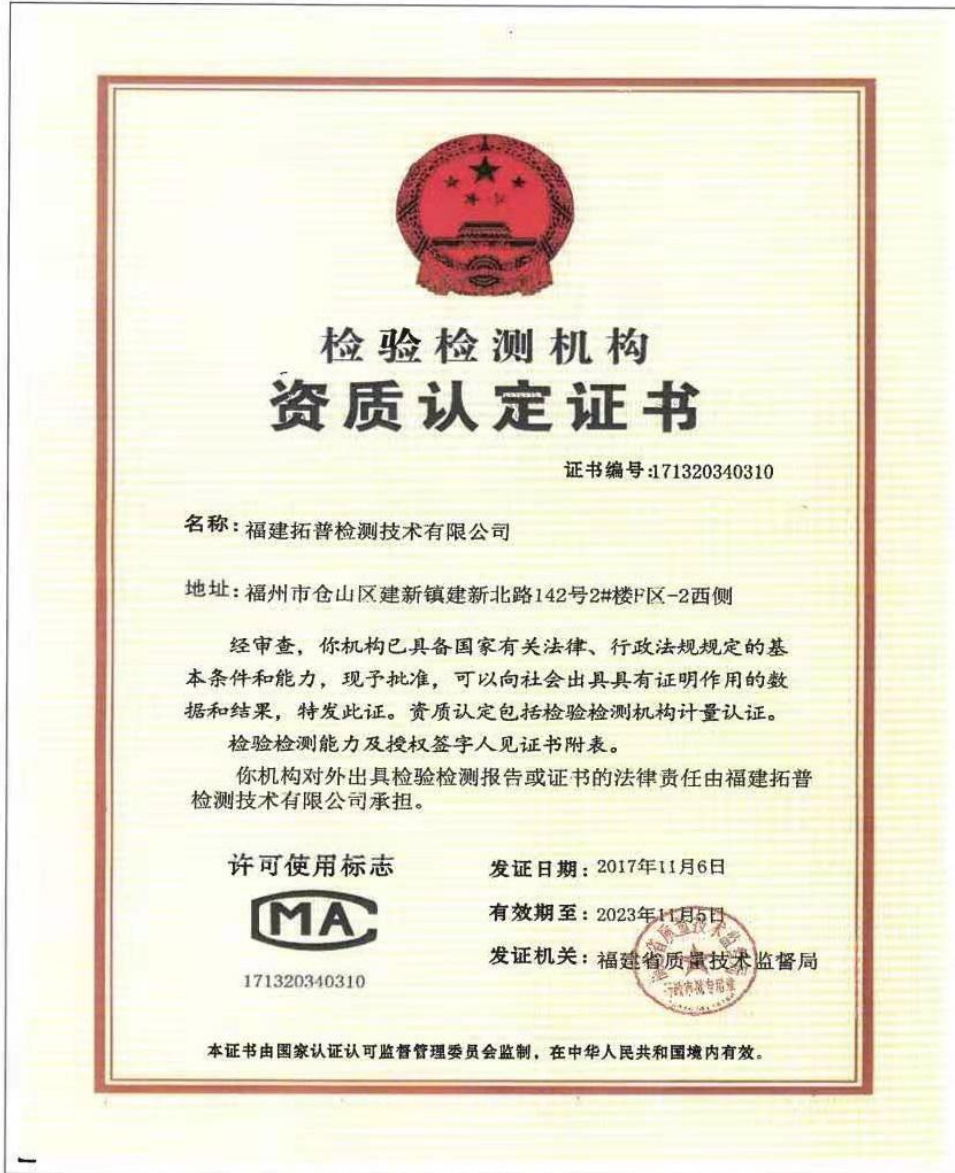 检验检测机构
资质认定证书
证书编号:171320340310
名称：福建拓普检测技术有限公司
地址：福州市仓山区建新镇建新北路142号2#楼F区-2西侧
经审查，你机构已具备国家有关法律、行政法规规定的基
本条件和能力，现予批准，可以向社会出具具有证明作用的数
据和结果，特发此证。资质认定包括检验检测机构计量认证。
检验检测能力及授权签字人见证书附表。
你机构对外出具检验检测报告或证书的法律责任由福建拓普
检测技术有限公司承担。
许可使用标志
MA
171320340310
发证日期：2017年11月6日
有效期至：2023年11月5日
发证机关：福建省质量技术监督局
本证书由国家认证认可监督管理委员会监制，在中华人民共和国境内有效。